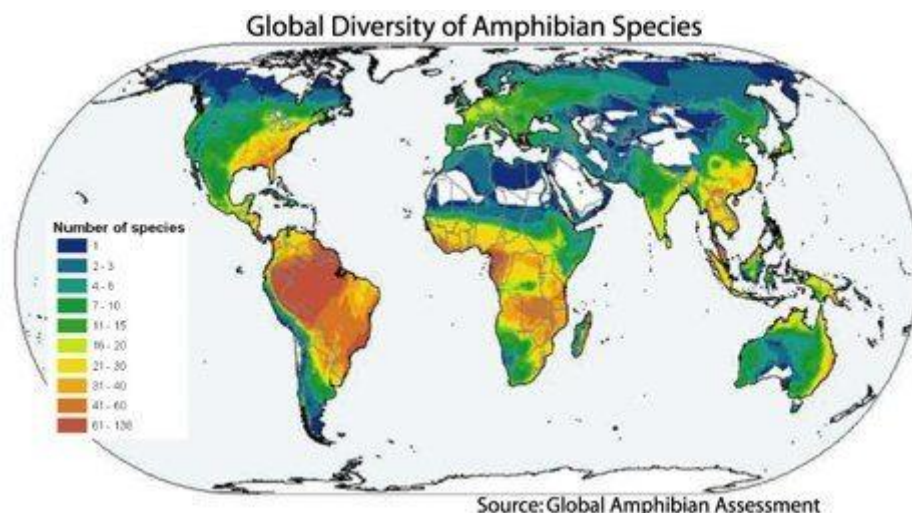 Global Diversity of Amphibian Species
Number of species
1
2 - 3
4 - 6
7 - 10
11 - 15
16 - 20
21 - 30
31 - 40
41 - 60
61 - 138
Source: Global Amphibian Assessment